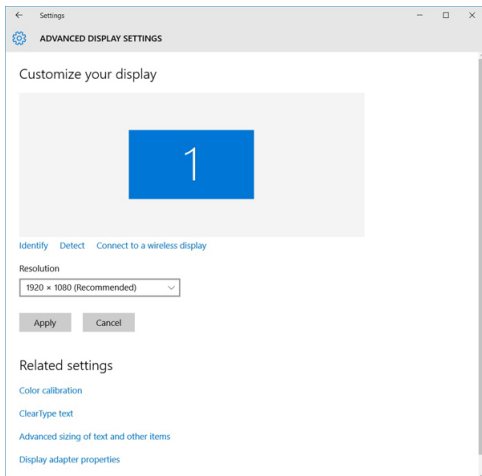 Settings
ADVANCED DISPLAY SETTINGS
Customize your display
1
Identify Detect Connect to a wireless display
Resolution
1920 × 1080 (Recommended)
Apply Cancel
Related settings
Color calibration
ClearType text
Advanced sizing of text and other items
Display adapter properties